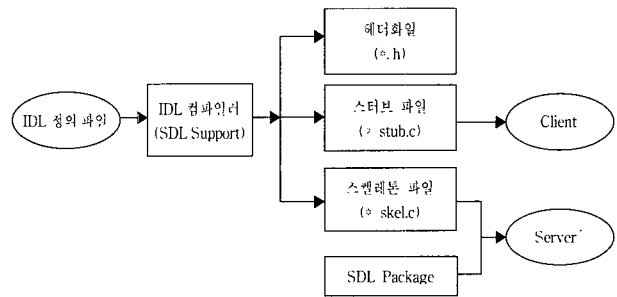 헤더화일
(*.h)
IDL 정의 파일
IDL 컴파일러
(SDL Support)
스터브 파일
(* stub.c)
Client
스켈레톤 파일
(* skel.c)
Server
SDL Package